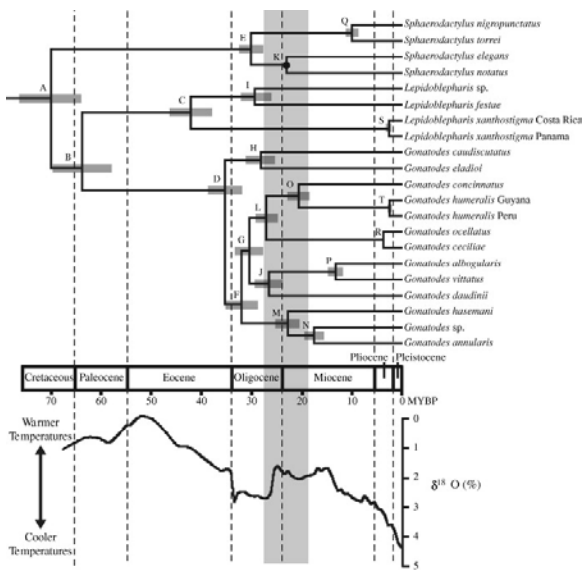 Q
Sphaerodactylus nigropunctatus
Sphaerodactylus torrei
E
Sphaerodactylus elegans
K
Sphaerodactylus notatus
A
I
Lepidoblepharis sp.
C
Lepidoblepharis festae
S
Lepidoblepharis xanthostigma Costa Rica
Lepidoblepharis xanthostigma Panama
B
H
Gonatodes caudiscutatus
Gonatodes eladioi
D
O
Gonatodes concinnatus
T
Gonatodes humeralis Guyana
L
Gonatodes humeralis Peru
R
Gonatodes ocellatus
G
Gonatodes ceciliae
P
Gonatodes albogularis
J
Gonatodes vittatus
Gonatodes daudinii
F
M
Gonatodes hasemani
N
Gonatodes sp.
Gonatodes annularis
Pliocene Pleistocene
Cretaceous Paleocene Eocene Oligocene Miocene
70 60 50 40 30 20 10 0 MYBP
Warmer
Temperatures
Cooler
Temperatures
0
1
2
3
4
5
δ18 O (%)